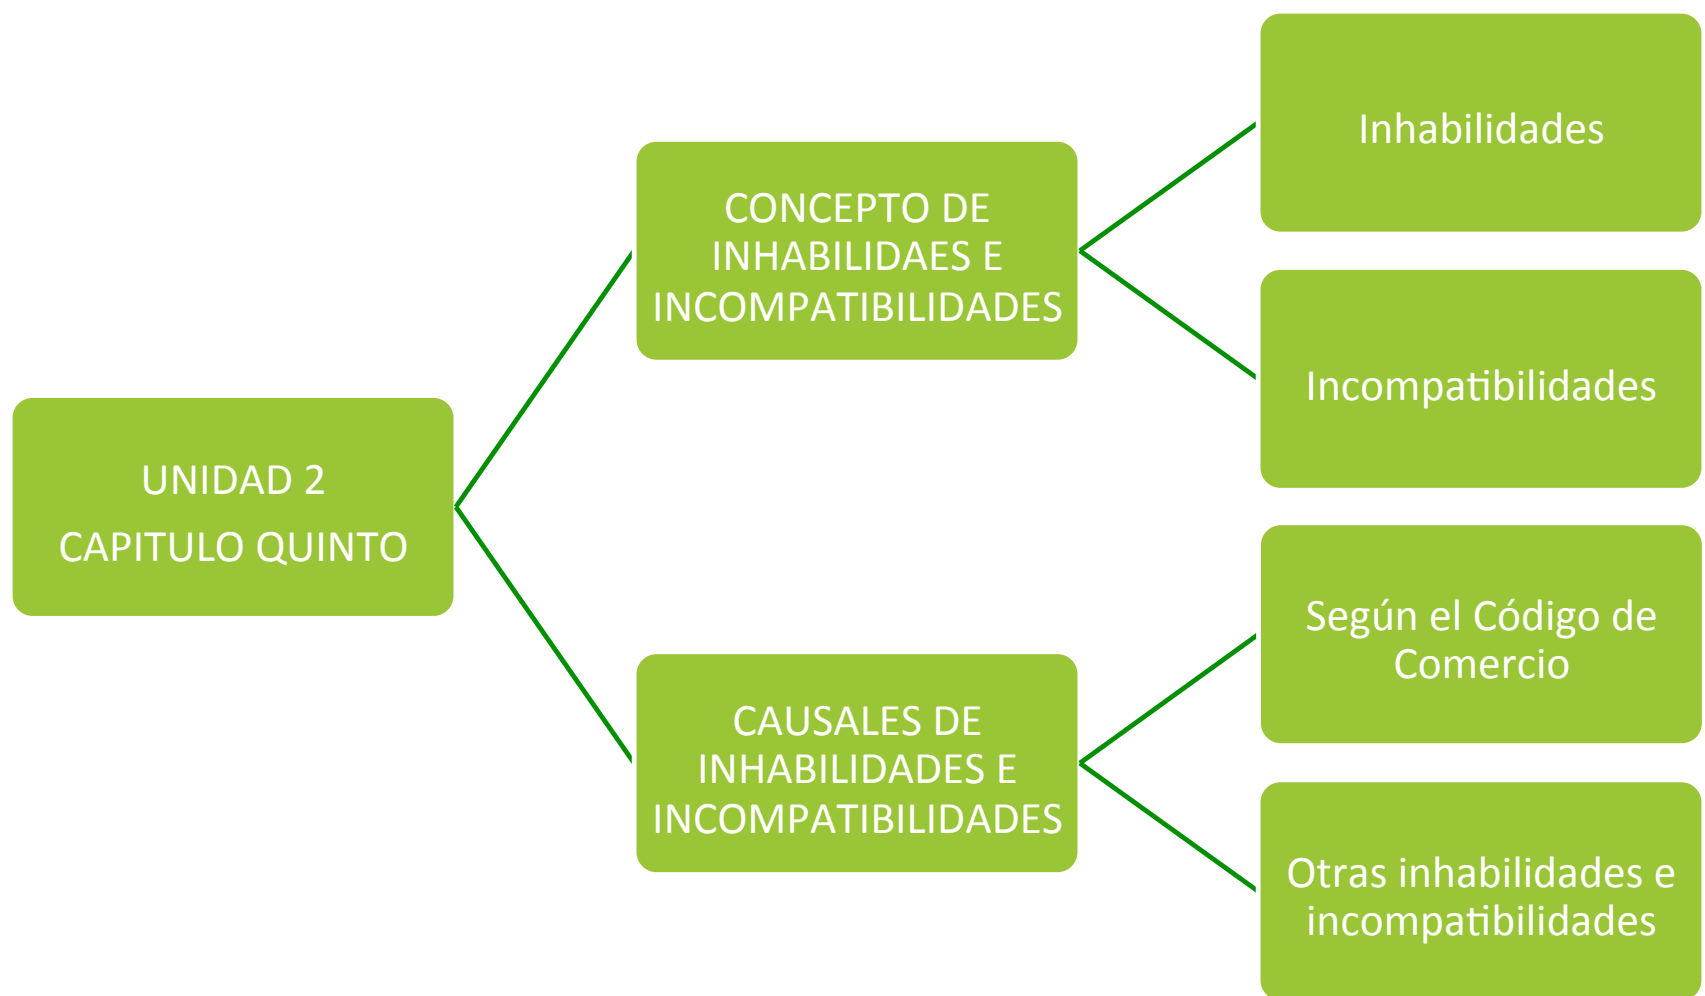 UNIDAD 2
CAPITULO QUINTO
CONCEPTO DE
INHABILIDAES E
INCOMPATIBILIDADES
Inhabilidades
Incompatibilidades
CAUSALES DE
INHABILIDADES E
INCOMPATIBILIDADES
Según el Código de
Comercio
Otras inhabilidades e
incompatibilidades